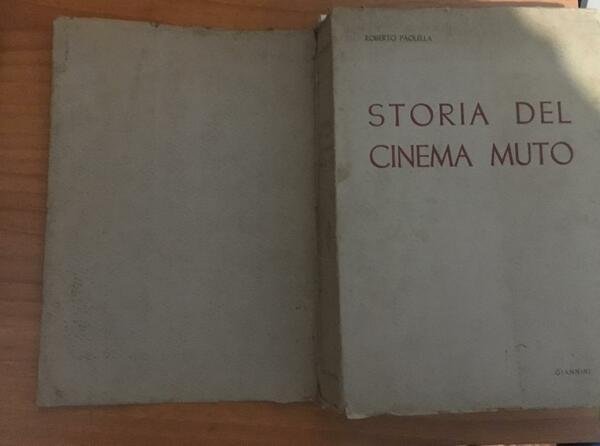 ROBERTO PAOLELLA
STORIA DEL
CINEMA MUTO
GIANNINI